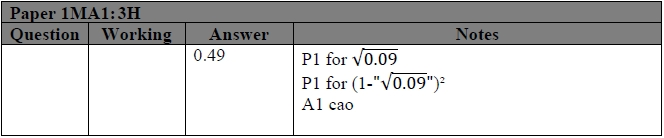 Paper 1MA1:3H
Question Working Answer Notes
0.49 P1 for √0.09
P1 for (1-"√0.09")²
A1 cao